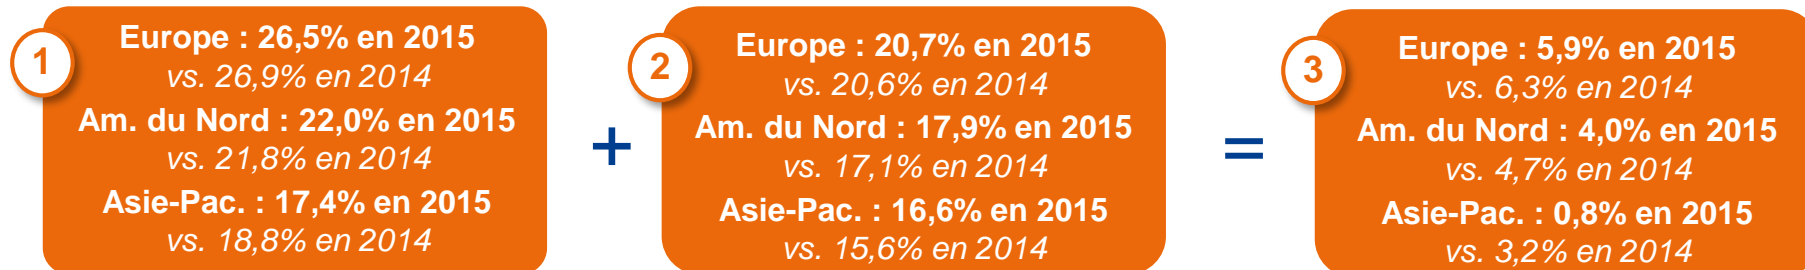 1
Europe : 26,5% en 2015
vs. 26,9% en 2014
Am. du Nord : 22,0% en 2015
vs. 21,8% en 2014
Asie-Pac. : 17,4% en 2015
vs. 18,8% en 2014
+
2
Europe : 20,7% en 2015
vs. 20,6% en 2014
Am. du Nord : 17,9% en 2015
vs. 17,1% en 2014
Asie-Pac. : 16,6% en 2015
vs. 15,6% en 2014
=
3
Europe : 5,9% en 2015
vs. 6,3% en 2014
Am. du Nord : 4,0% en 2015
vs. 4,7% en 2014
Asie-Pac. : 0,8% en 2015
vs. 3,2% en 2014